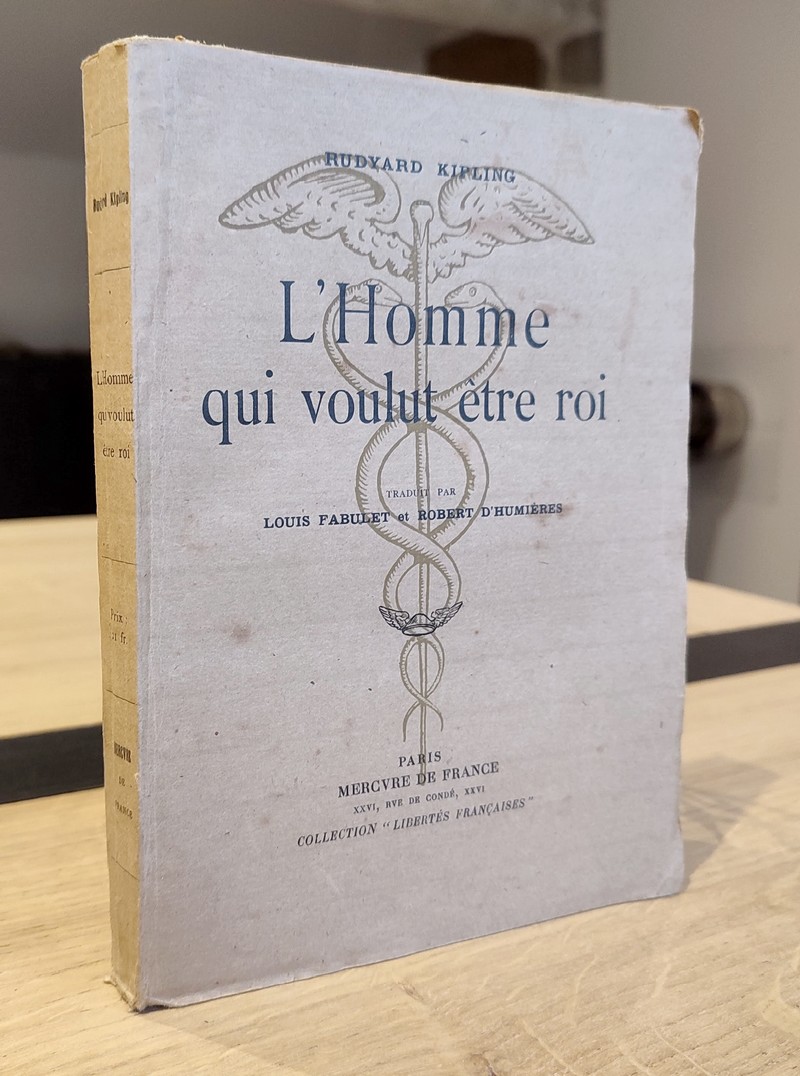 RUDYARD KIPLING
L'Homme
qui voulut être roi
TRADUIT PAR
LOUIS FABULET et ROBERT D'HUMIÈRES
PARIS
MERCVRE DE FRANCE
XXVI, RVE DE CONDÉ, XXVI
COLLECTION "LIBERTÉS FRANÇAISES"
Kipling
L'Homme
qui voulut
être roi
Prix :
fr.
MERCVRE
DE
FRANCE